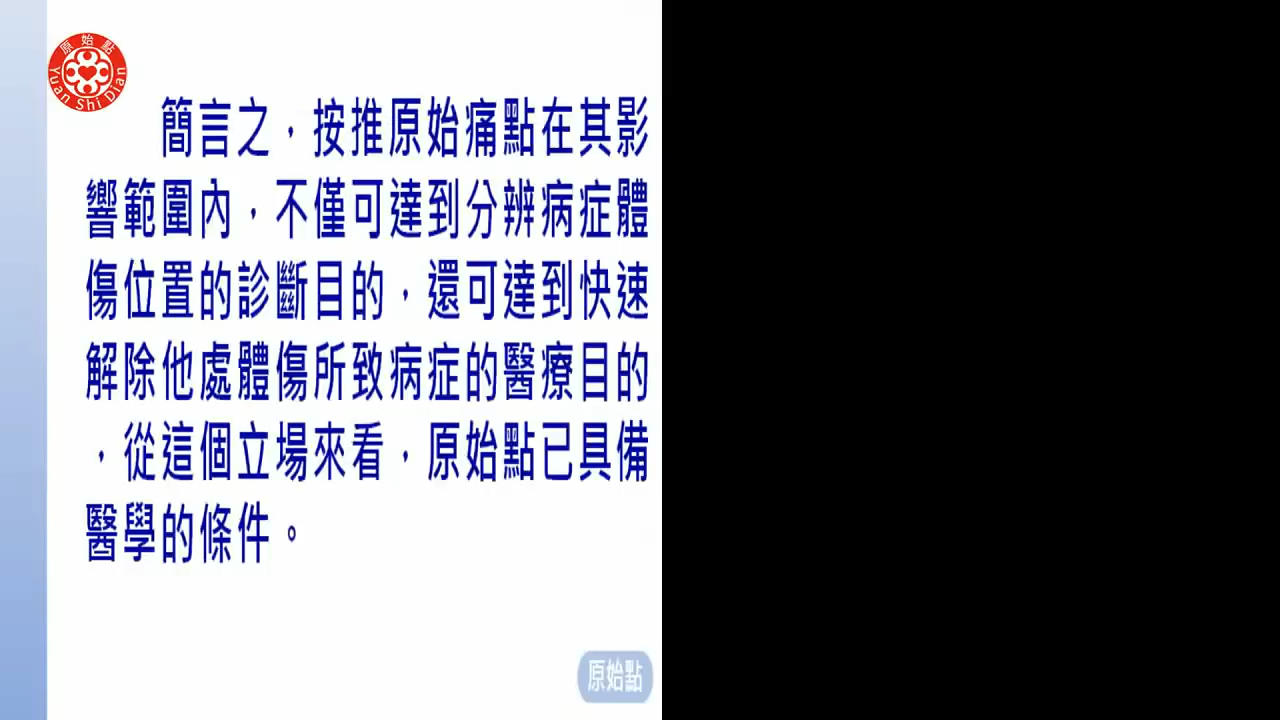 原始點
Yuan Shi Dian
簡言之，按推原始痛點在其影
響範圍內，不僅可達到分辨病症體
傷位置的診斷目的，還可達到快速
解除他處體傷所致病症的醫療目的
，從這個立場來看，原始點已具備
醫學的條件。
原始點